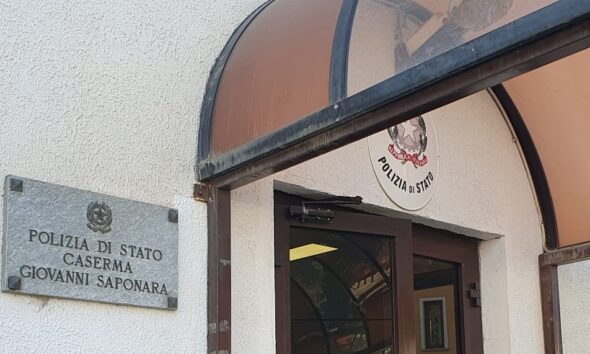 POLIZIA DI STATO
CASERMA
GIOVANNI SAPONARA
POLIZIA DI STATO